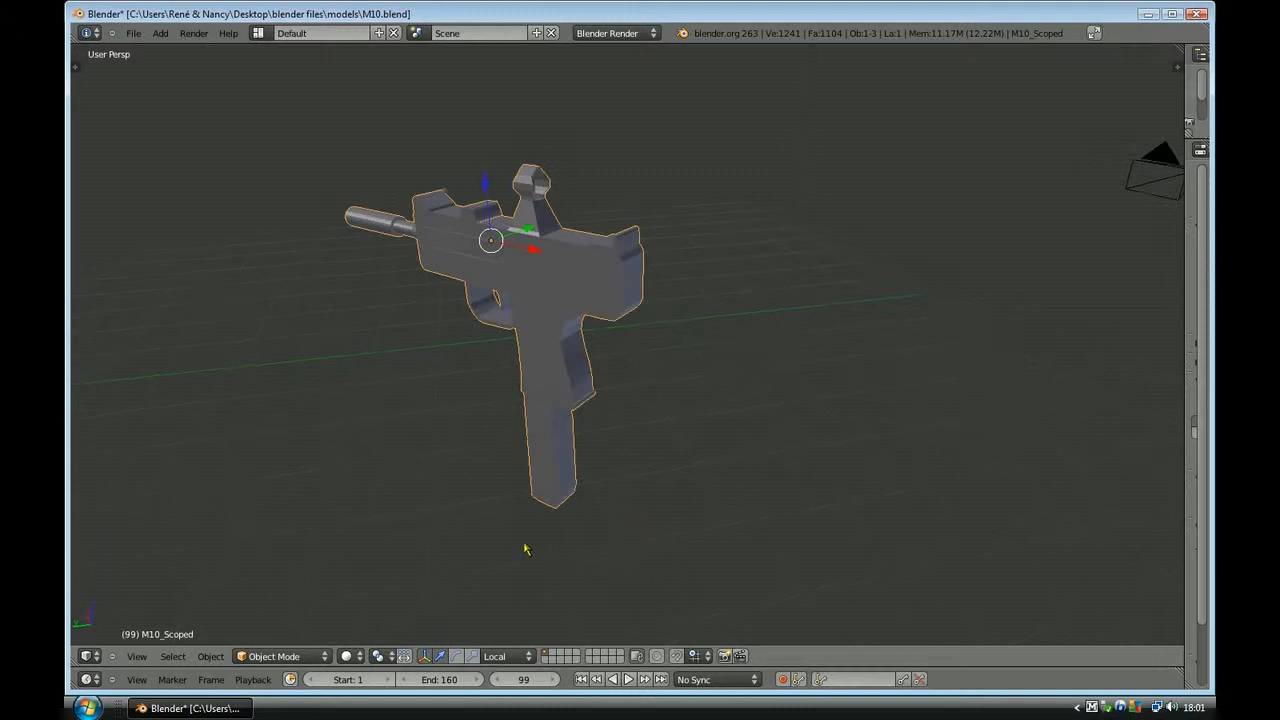 Blender* [C:\Users\René & Nancy\Desktop\blender files\models\M10.blend]
File Add Render Help Default Scene Blender Render blender.org 263 | Ve:1241 | Fa:1104 | Ob:1-3 | La:1 | Mem:11.17M (12.22M) | M10_Scoped
User Persp
(99) M10_Scoped
View Select Object Object Mode Local
View Marker Frame Playback Start: 1 End: 160 99 No Sync
Blender* [C:\Users\... 18:01